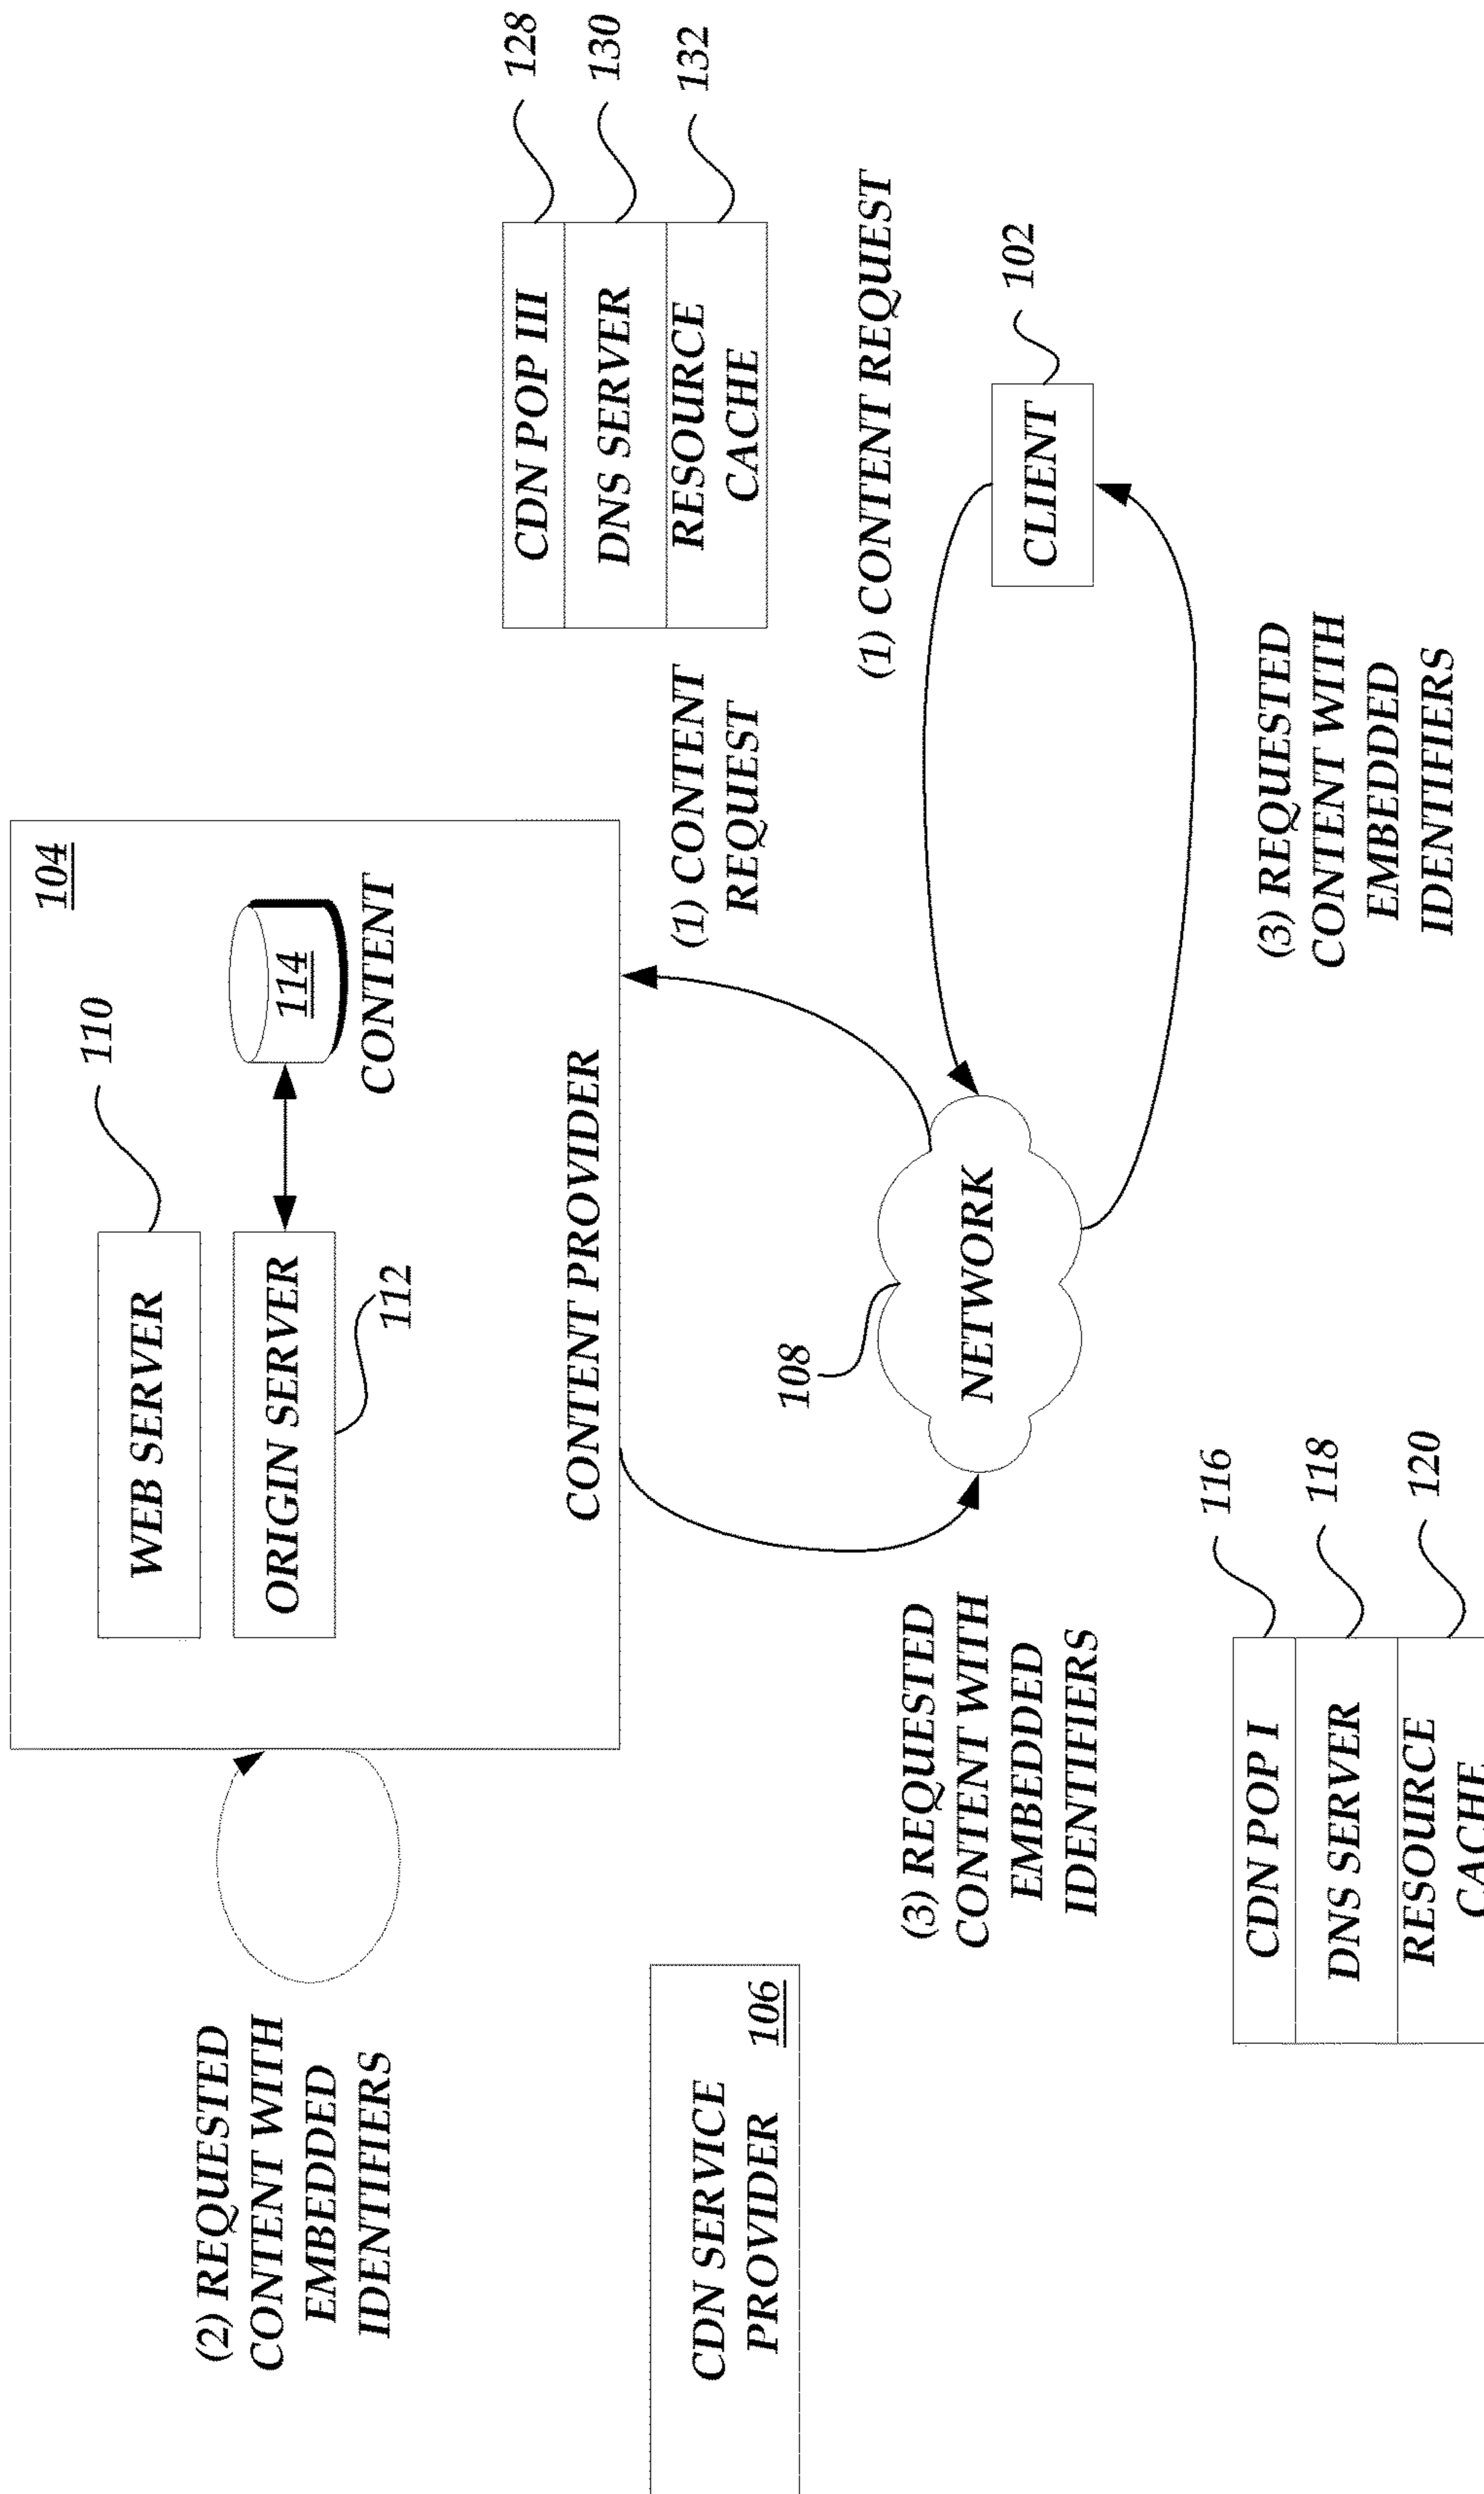 (2) REQUESTED
CONTENT WITH
EMBEDDED
IDENTIFIERS
104
WEB SERVER
110
ORIGIN SERVER
112
114
CONTENT
CONTENT PROVIDER
CDN SERVICE
PROVIDER
106
(1) CONTENT
REQUEST
CDN POP III
128
DNS SERVER
130
RESOURCE
CACHE
132
(3) REQUESTED
CONTENT WITH
EMBEDDED
IDENTIFIERS
108
NETWORK
(1) CONTENT REQUEST
CLIENT
102
(3) REQUESTED
CONTENT WITH
EMBEDDED
IDENTIFIERS
CDN POP I
116
DNS SERVER
118
RESOURCE
CACHE
120